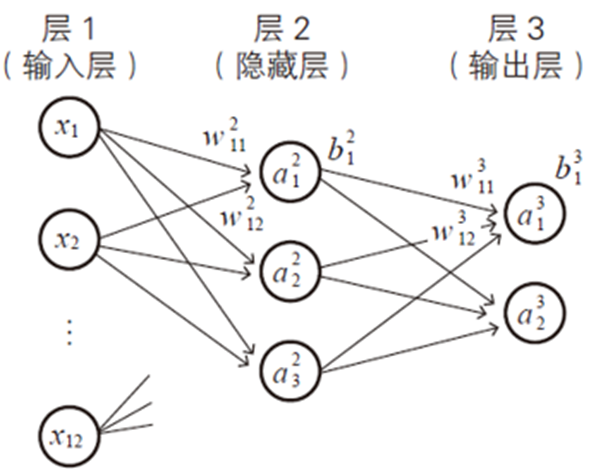 层 1 层 2 层 3
（输入层） （隐藏层） （输出层）
x₁ w²₁₁ a²₁ b²₁ w³₁₁ a³₁ b³₁
x₂ w²₁₂ a²₂ w³₁₂ a³₂
⋮ a²₃
x₁₂